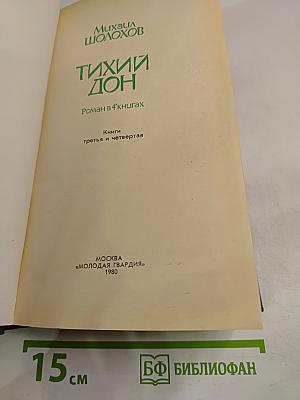 Михаил
ШОЛОХОВ
ТИХИЙ
ДОН
Роман в 4 книгах
Книги
третья и четвертая
МОСКВА
«МОЛОДАЯ ГВАРДИЯ»
1980
15 см
БФ БИБЛИОФАН